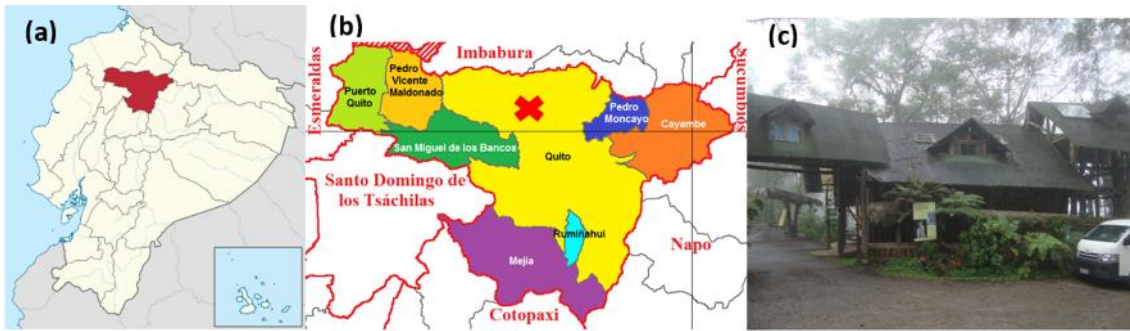 (a)
(b)
(c)
Imbabura
Esmeraldas
Sucumbíos
Pedro
Vicente
Maldonado
Puerto
Quito
Pedro
Moncayo
Cayambe
San Miguel de los Bancos
Quito
Santo Domingo de
los Tsáchilas
Rumiñahui
Napo
Mejía
Cotopaxi